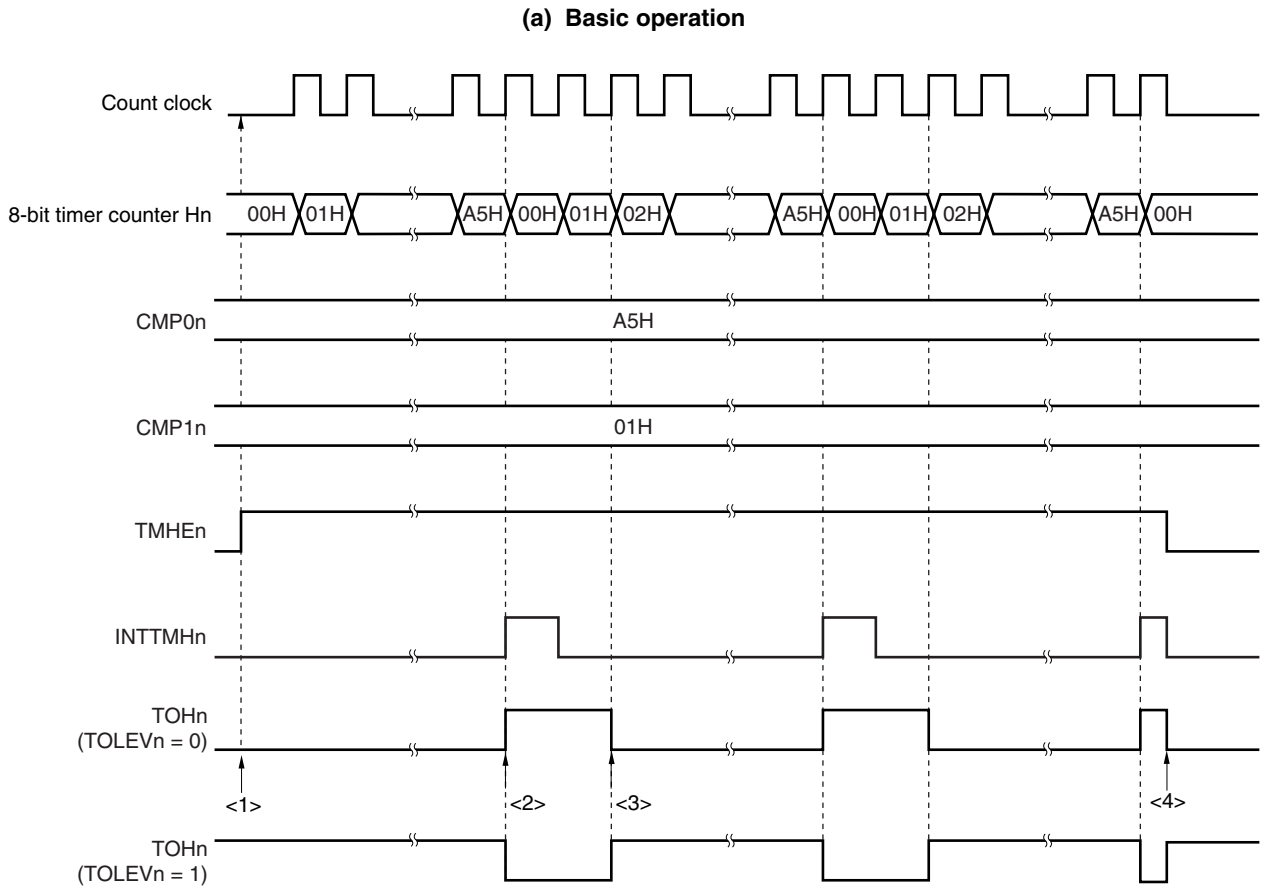 (a) Basic operation
Count clock
8-bit timer counter Hn
00H 01H A5H 00H 01H 02H A5H 00H 01H 02H A5H 00H
CMP0n
A5H
CMP1n
01H
TMHEn
INTTMHn
TOHn
(TOLEVn = 0)
<1> <2> <3> <4>
TOHn
(TOLEVn = 1)